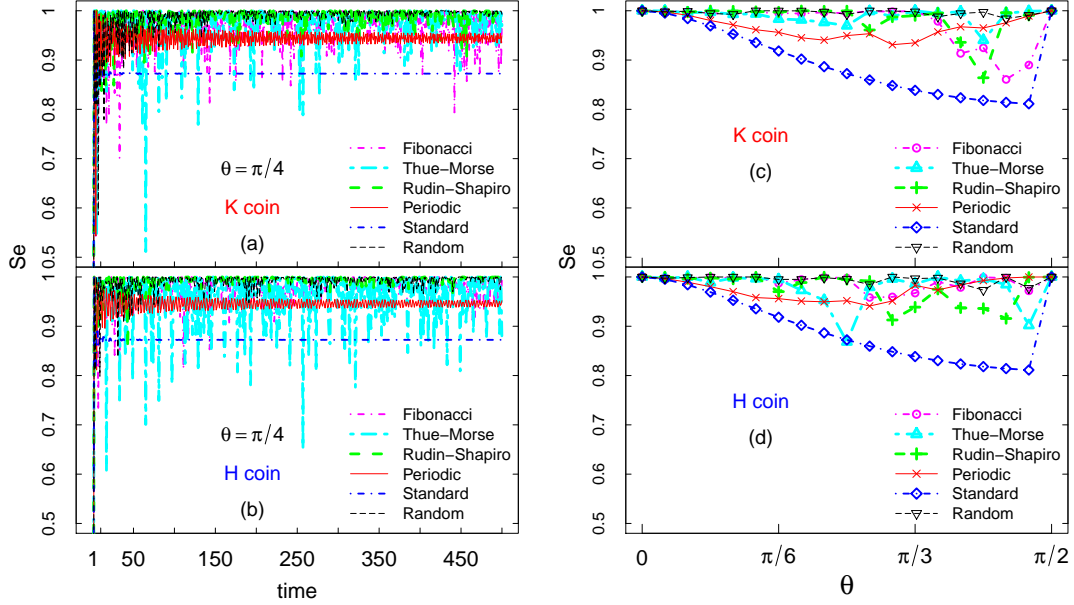 Se
1
0.9
0.8
0.7
0.6
0.5
θ = π/4
K coin
(a)
Fibonacci
Thue−Morse
Rudin−Shapiro
Periodic
Standard
Random
Se
1
0.9
0.8
0.7
0.6
0.5
θ = π/4
H coin
(b)
Fibonacci
Thue−Morse
Rudin−Shapiro
Periodic
Standard
Random
1 50 150 250 350 450
time
Se
1
0.9
0.8
0.7
0.6
0.5
K coin
(c)
Fibonacci
Thue−Morse
Rudin−Shapiro
Periodic
Standard
Random
Se
1
0.9
0.8
0.7
0.6
0.5
H coin
(d)
Fibonacci
Thue−Morse
Rudin−Shapiro
Periodic
Standard
Random
0 π/6 π/3 π/2
θ